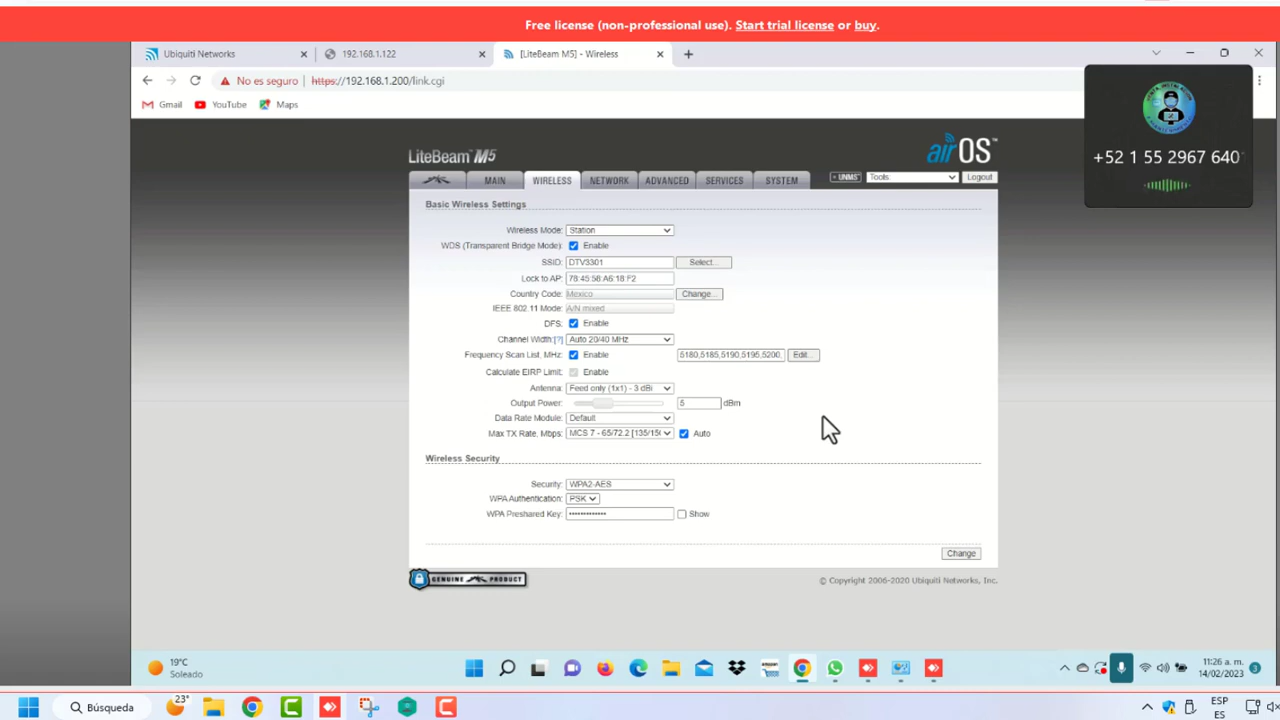 Free license (non-professional use). Start trial license or buy.
Ubiquiti Networks
192.168.1.122
[LiteBeam M5] - Wireless
No es seguro
https://192.168.1.200/link.cgi
Gmail YouTube Maps
+52 1 55 2967 640
LiteBeam M5
airOS™
MAIN WIRELESS NETWORK ADVANCED SERVICES SYSTEM UNMS Tools: Logout
Basic Wireless Settings
Wireless Mode: Station
WDS (Transparent Bridge Mode): Enable
SSID: DTV3301 Select...
Lock to AP: 78:45:58:A6:18:F2
Country Code: Mexico Change...
IEEE 802.11 Mode: A/N mixed
DFS: Enable
Channel Width:[?] Auto 20/40 MHz
Frequency Scan List, MHz: Enable 5180,5185,5190,5195,5200, Edit...
Calculate EIRP Limit: Enable
Antenna: Feed only (1x1) - 3 dBi
Output Power: 5 dBm
Data Rate Module: Default
Max TX Rate, Mbps: MCS 7 - 65/72.2 [135/150 Auto
Wireless Security
Security: WPA2-AES
WPA Authentication: PSK
WPA Preshared Key: ••••••••••••• Show
Change
GENUINE PRODUCT
© Copyright 2006-2020 Ubiquiti Networks, Inc.
19°C
Soleado
11:26 a. m.
14/02/2023
3
Búsqueda
23°
ESP
ES